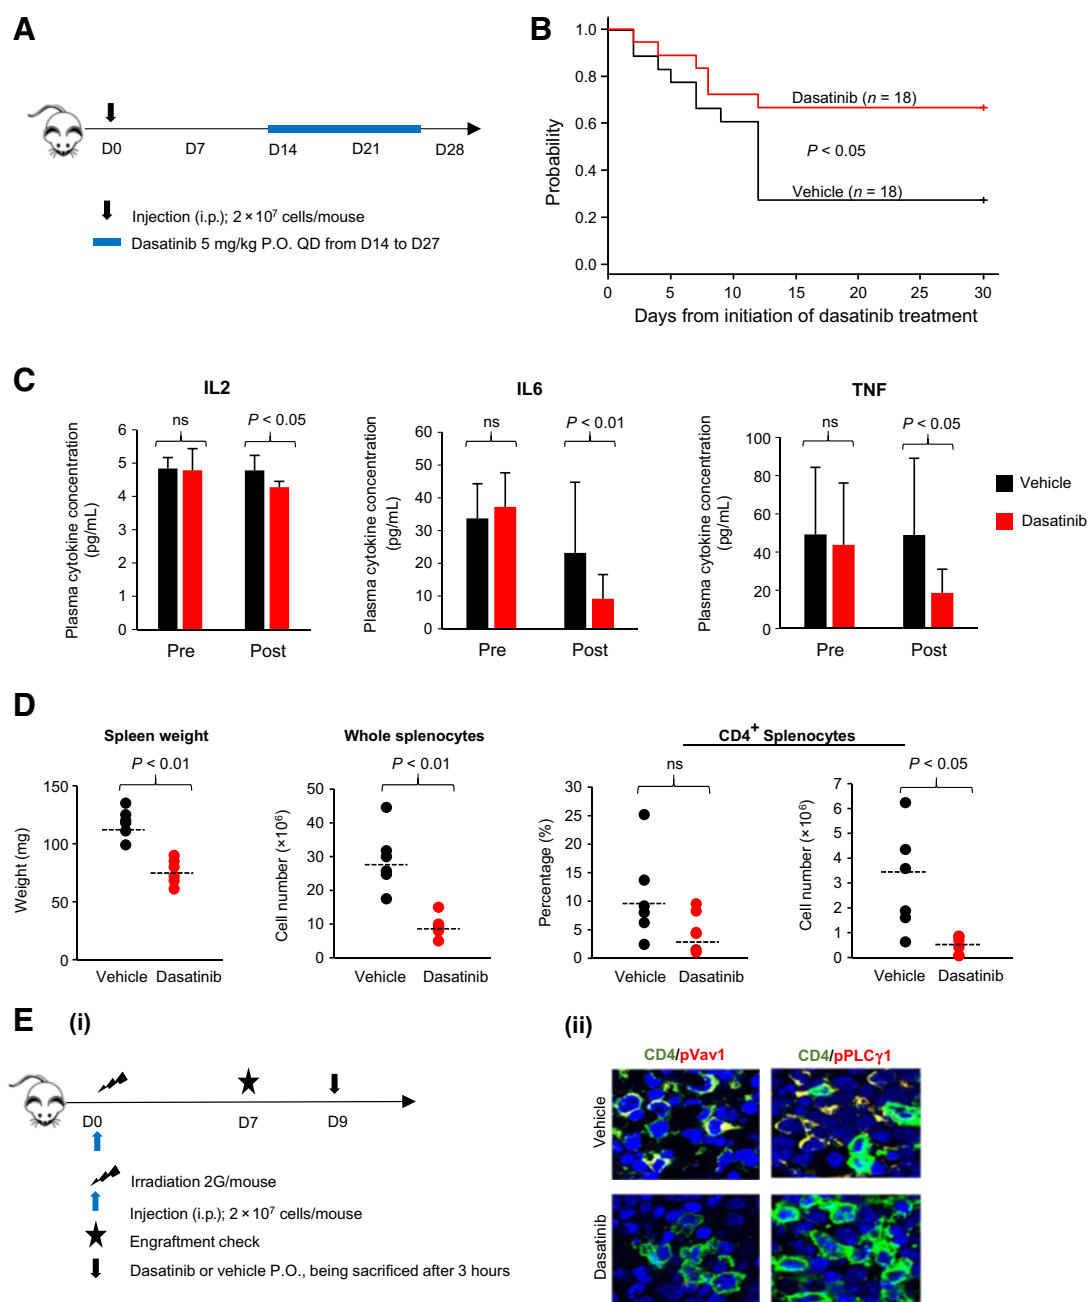 A
D0 D7 D14 D21 D28
Injection (i.p.); 2 × 10⁷ cells/mouse
Dasatinib 5 mg/kg P.O. QD from D14 to D27
B
Probability
1.0
0.8
0.6
0.4
0.2
0.0
Dasatinib (n = 18)
P < 0.05
Vehicle (n = 18)
0 5 10 15 20 25 30
Days from initiation of dasatinib treatment
C
IL2
Plasma cytokine concentration
(pg/mL)
6
5
4
3
2
1
0
ns
P < 0.05
Pre Post
IL6
Plasma cytokine concentration
(pg/mL)
60
50
40
30
20
10
0
ns
P < 0.01
Pre Post
TNF
Plasma cytokine concentration
(pg/mL)
100
80
60
40
20
0
ns
P < 0.05
Pre Post
Vehicle
Dasatinib
D
Spleen weight
P < 0.01
Weight (mg)
150
100
50
0
Vehicle Dasatinib
Whole splenocytes
P < 0.01
Cell number (×10⁶)
50
40
30
20
10
0
Vehicle Dasatinib
CD4⁺ Splenocytes
ns
Percentage (%)
30
25
20
15
10
5
0
Vehicle Dasatinib
P < 0.05
Cell number (×10⁶)
7
6
5
4
3
2
1
0
Vehicle Dasatinib
E (i)
D0 D7 D9
Irradiation 2G/mouse
Injection (i.p.); 2 × 10⁷ cells/mouse
Engraftment check
Dasatinib or vehicle P.O., being sacrificed after 3 hours
(ii)
CD4/pVav1 CD4/pPLCγ1
Vehicle
Dasatinib